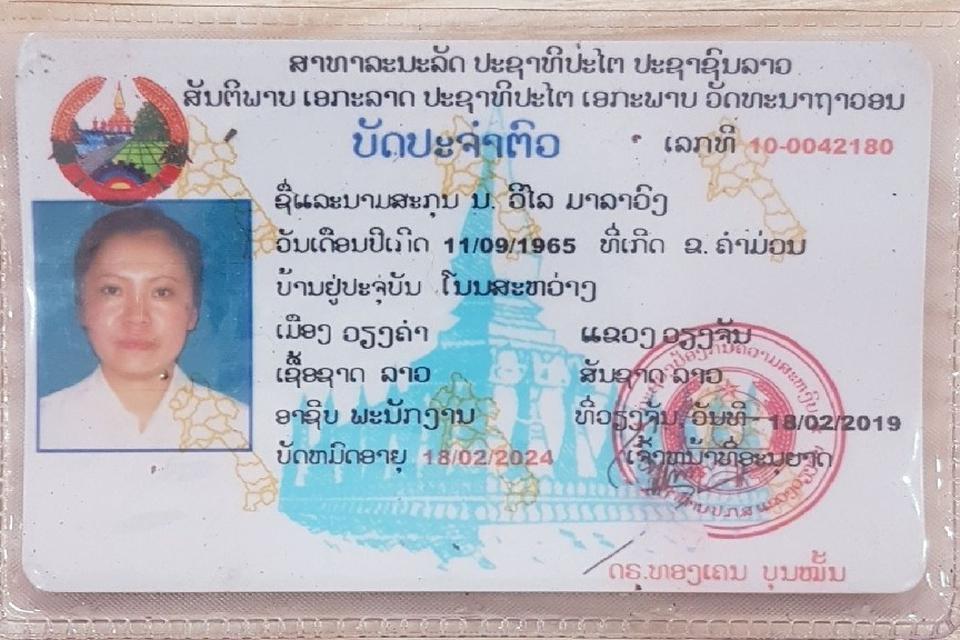 ສາທາລະນະລັດ ປະຊາທິປະໄຕ ປະຊາຊົນລາວ
ສັນຕິພາບ ເອກະລາດ ປະຊາທິປະໄຕ ເອກະພາບ ວັດທະນາຖາວອນ
ບັດປະຈຳຕົວ ເລກທີ 10-0042180
ຊື່ແລະນາມສະກຸນ ນ. ວິໄລ ມາລາວົງ
ວັນເດືອນປີເກີດ 11/09/1965 ທີ່ເກີດ ຂ. ຄຳມ່ວນ
ບ້ານຢູ່ປະຈຸບັນ ໂນນສະຫວ່າງ
ເມືອງ ວຽງຄຳ ແຂວງ ວຽງຈັນ
ເຊື້ອຊາດ ລາວ ສັນຊາດ ລາວ
ອາຊີບ ພະນັກງານ ທີ່ວຽງຈັນ ວັນທີ 18/02/2019
ບັດຫມົດອາຍຸ 18/02/2024 ເຈົ້າໜ້າທີ່ອະນຸຍາດ
ດຣ.ທອງເຄນ ບຸນໝັ້ນ